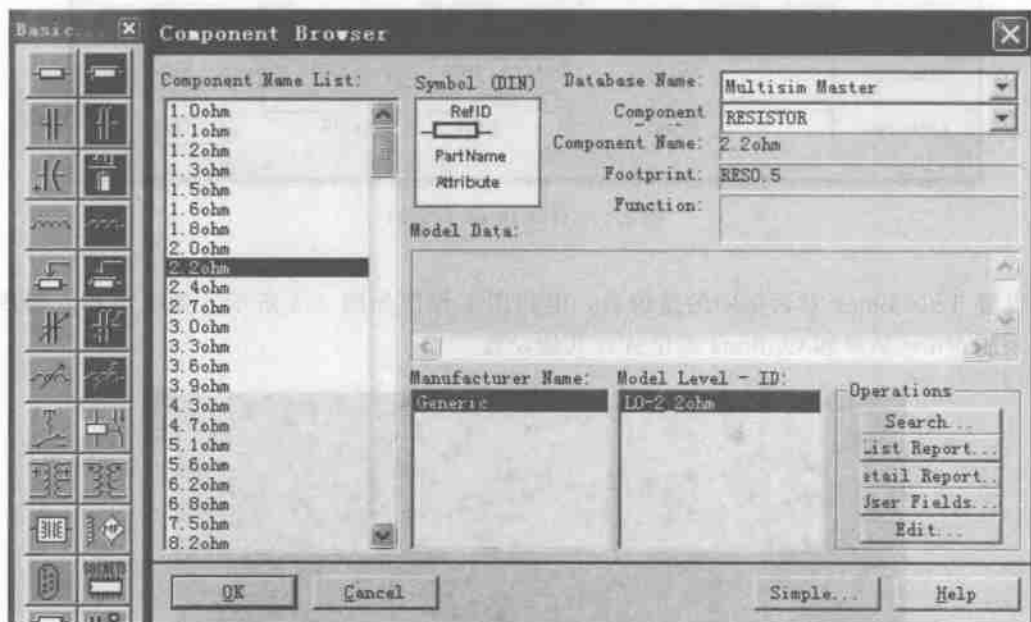 Basic...
Component Browser
Component Name List:
1.0ohm
1.1ohm
1.2ohm
1.3ohm
1.5ohm
1.6ohm
1.8ohm
2.0ohm
2.2ohm
2.4ohm
2.7ohm
3.0ohm
3.3ohm
3.6ohm
3.9ohm
4.3ohm
4.7ohm
5.1ohm
5.6ohm
6.2ohm
6.8ohm
7.5ohm
8.2ohm
Symbol (DIN)
RefID
PartName
Attribute
Database Name: Multisim Master
Component RESISTOR
Component Name: 2.2ohm
Footprint: RES0.5
Function:
Model Data:
Manufacturer Name:
Generic
Model Level - ID:
L0-2.2ohm
Operations
Search...
List Report...
etail Report..
User Fields...
Edit...
OK
Cancel
Simple...
Help